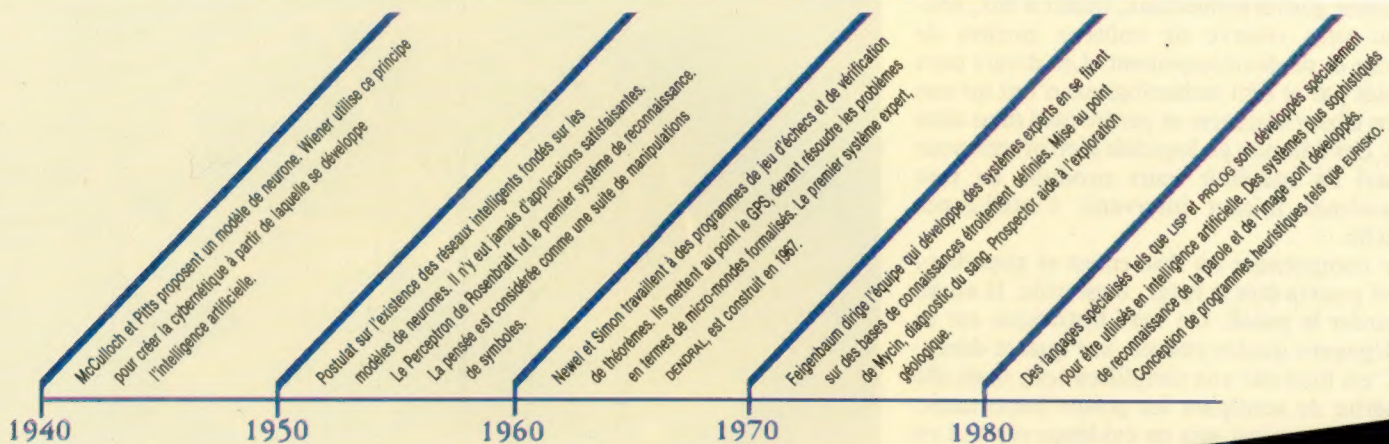 McCulloch et Pitts proposent un modèle de neurone. Wiener utilise ce principe
pour créer la cybernétique à partir de laquelle se développe
l'intelligence artificielle.
Postulat sur l'existence des réseaux intelligents fondés sur les
modèles de neurones. Il n'y eut jamais d'applications satisfaisantes.
Le Perceptron de Rosenbratt fut le premier système de reconnaissance.
La pensée est considérée comme une suite de manipulations
de symboles.
Newel et Simon travaillent à des programmes de jeu d'échecs et de vérification
de théorèmes. Ils mettent au point le GPS, devant résoudre les problèmes
en termes de micro-mondes formalisés. Le premier système expert,
DENDRAL, est construit en 1967.
Feigenbaum dirige l'équipe qui développe des systèmes experts en se fixant
sur des bases de connaissances étroitement définies. Mise au point
de Mycin, diagnostic du sang. Prospector aide à l'exploration
géologique.
Des langages spécialisés tels que LISP et PROLOG sont développés spécialement
pour être utilisés en intelligence artificielle. Des systèmes plus sophistiqués
de reconnaissance de la parole et de l'image sont développés.
Conception de programmes heuristiques tels que EURISKO.
1940
1950
1960
1970
1980